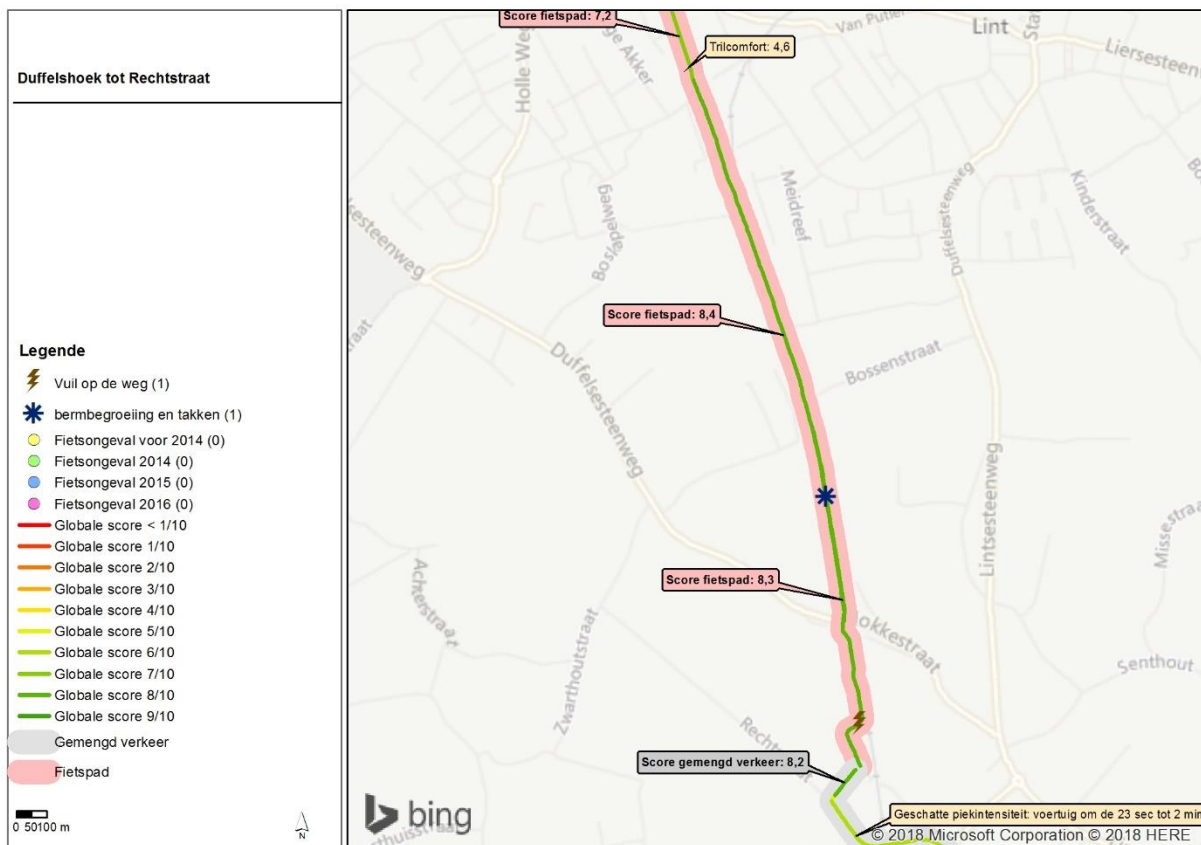 Duffelshoek tot Rechtstraat
Legende
Vuil op de weg (1)
bermbegroeiing en takken (1)
Fietsongeval voor 2014 (0)
Fietsongeval 2014 (0)
Fietsongeval 2015 (0)
Fietsongeval 2016 (0)
Globale score < 1/10
Globale score 1/10
Globale score 2/10
Globale score 3/10
Globale score 4/10
Globale score 5/10
Globale score 6/10
Globale score 7/10
Globale score 8/10
Globale score 9/10
Gemengd verkeer
Fietspad
0 50100 m
N
Score fietspad: 7,2
Trilcomfort: 4,6
Van Putte
Lint
Liersesteen
Holle Weg
Akker
Meidreef
Kinderstraat
Duffelsesteenweg
Score fietspad: 8,4
Bossenstraat
Duffelsesteenweg
Lintsesteenweg
Score fietspad: 8,3
Achterstraat
Zwarthoutstraat
Senthout
Score gemengd verkeer: 8,2
Geschatte piekintensiteit: voertuig om de 23 sec tot 2 min
bing
© 2018 Microsoft Corporation © 2018 HERE